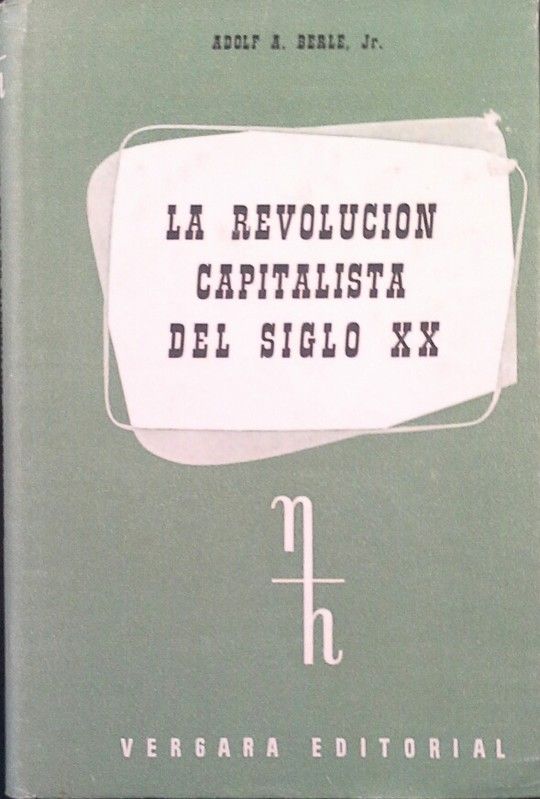 ADOLF A. BERLE, Jr.
LA REVOLUCION
CAPITALISTA
DEL SIGLO XX
n
h
VERGARA EDITORIAL